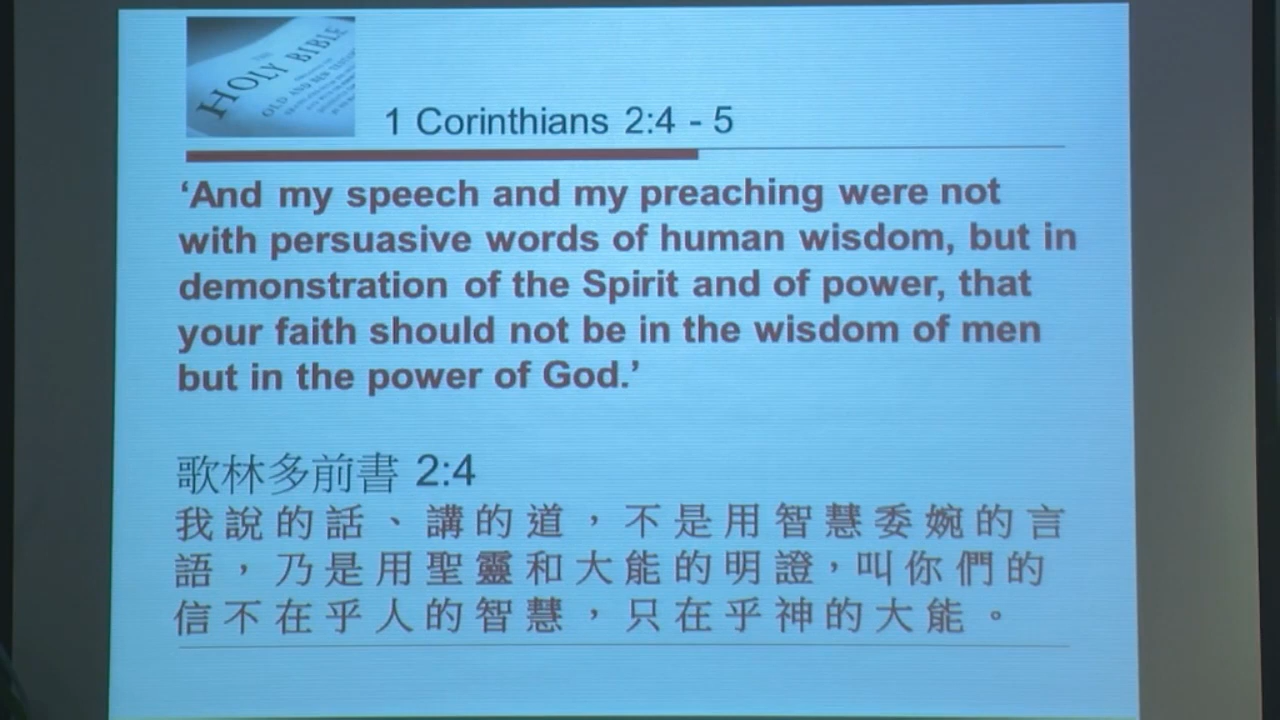 THE
HOLY BIBLE
OLD AND NEW
1 Corinthians 2:4 - 5
‘And my speech and my preaching were not
with persuasive words of human wisdom, but in
demonstration of the Spirit and of power, that
your faith should not be in the wisdom of men
but in the power of God.’
歌林多前書 2:4
我說的話、講的道，不是用智慧委婉的言
語，乃是用聖靈和大能的明證，叫你們的
信不在乎人的智慧，只在乎神的大能。